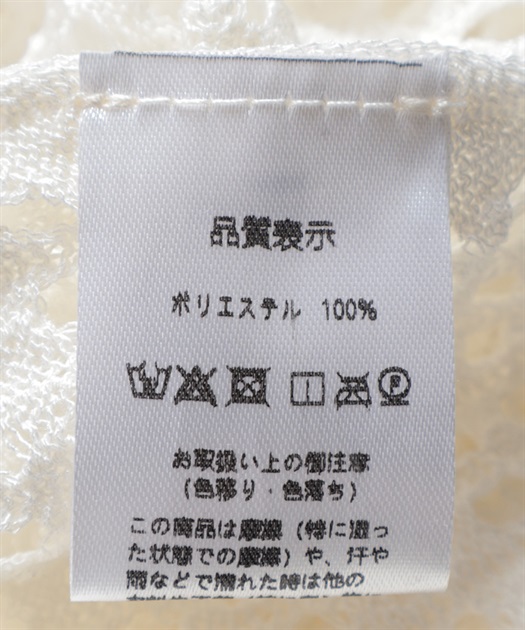 品質表示
ポリエステル 100%
お取扱い上の御注意
(色移り・色落ち)
この商品は摩擦(特に湿っ
た状態での摩擦)や、汗や
雨などで濡れた時は他の